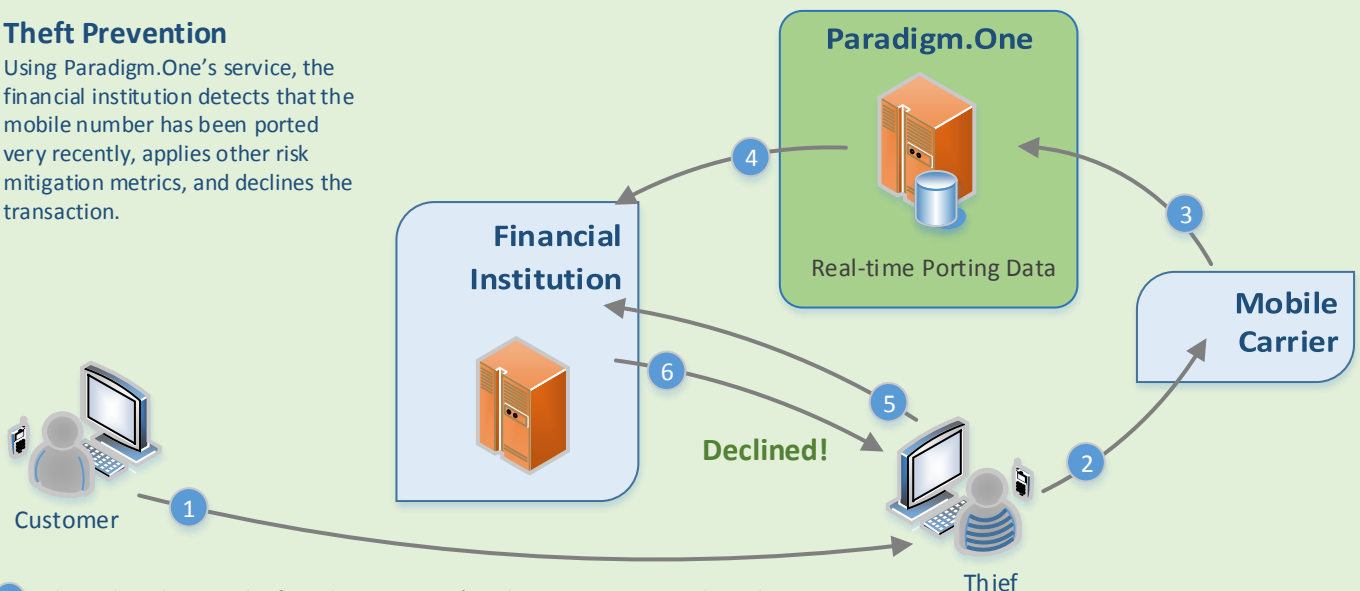 Theft Prevention
Using Paradigm.One's service, the
financial institution detects that the
mobile number has been ported
very recently, applies other risk
mitigation metrics, and declines the
transaction.
Paradigm.One
Real-time Porting Data
4
3
Financial
Institution
Mobile
Carrier
6
5
Declined!
2
Customer
1
Thief